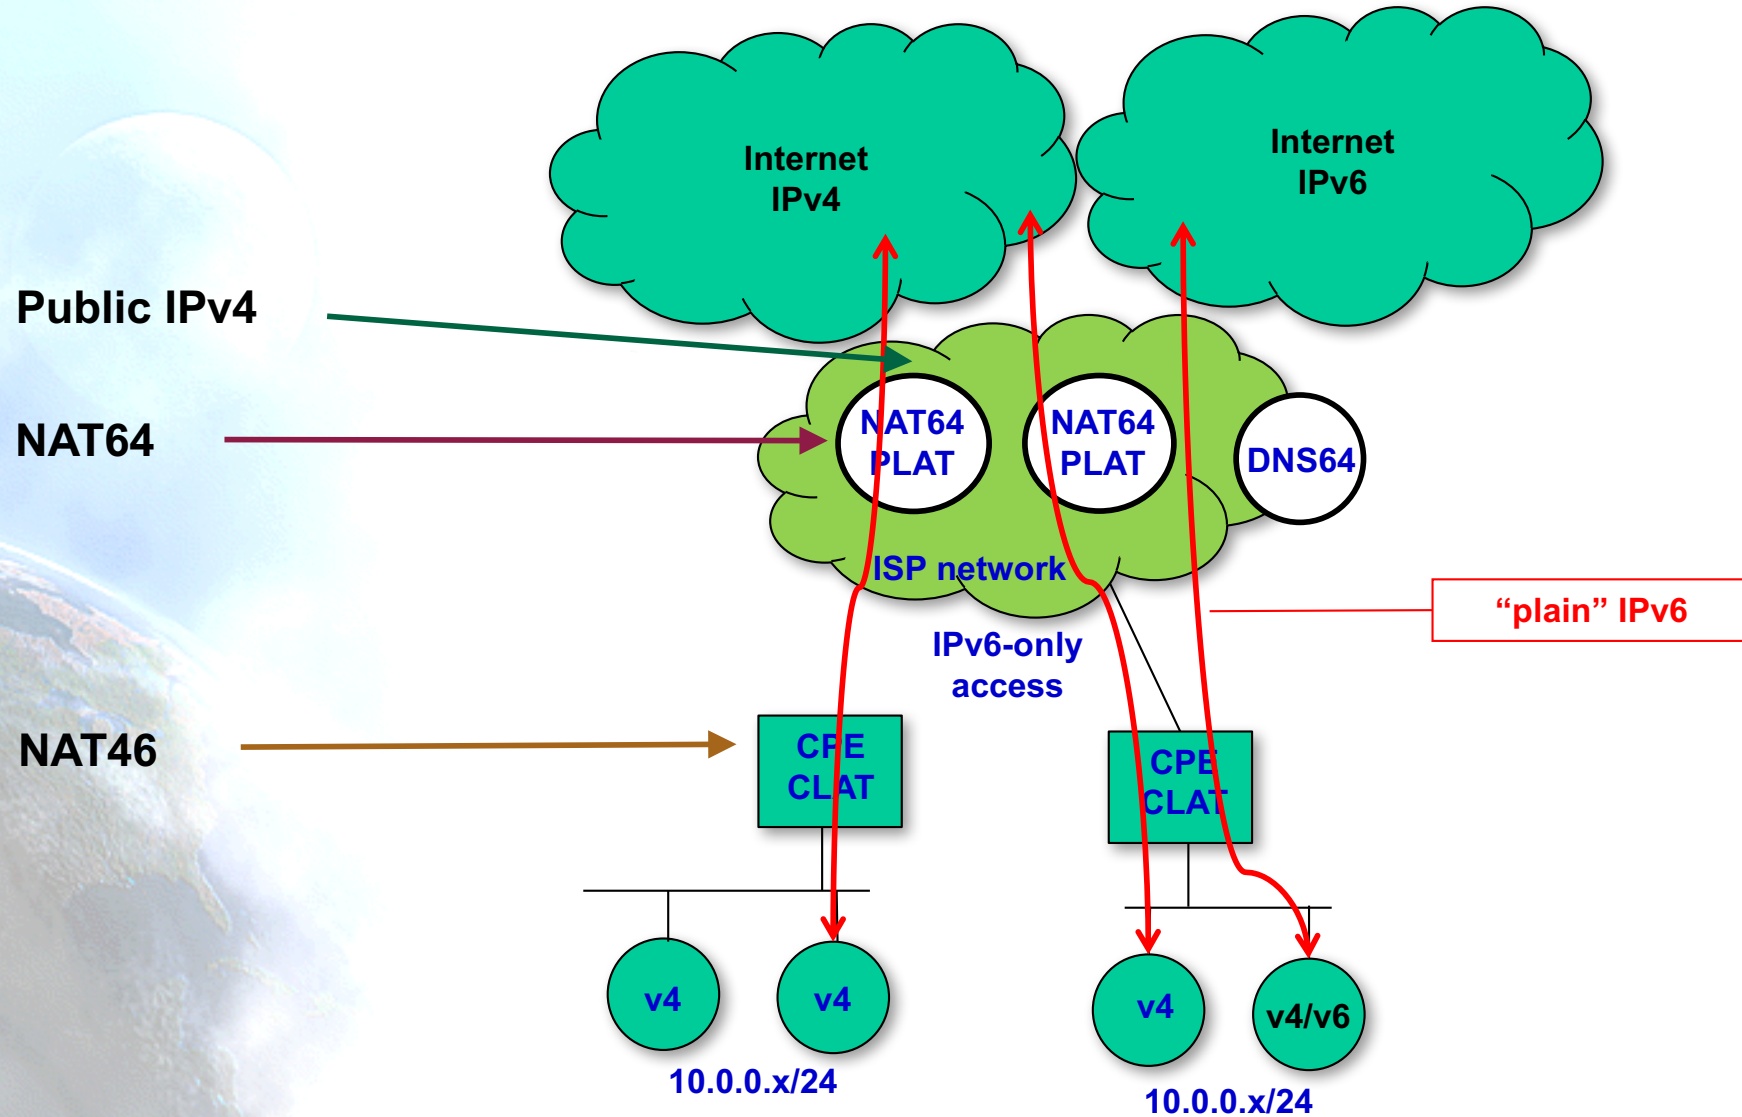 Internet
IPv4
Internet
IPv6
Public IPv4
NAT64
NAT64
PLAT
NAT64
PLAT
DNS64
ISP network
“plain” IPv6
IPv6-only
access
NAT46
CPE
CLAT
CPE
CLAT
v4
v4
v4
v4/v6
10.0.0.x/24
10.0.0.x/24